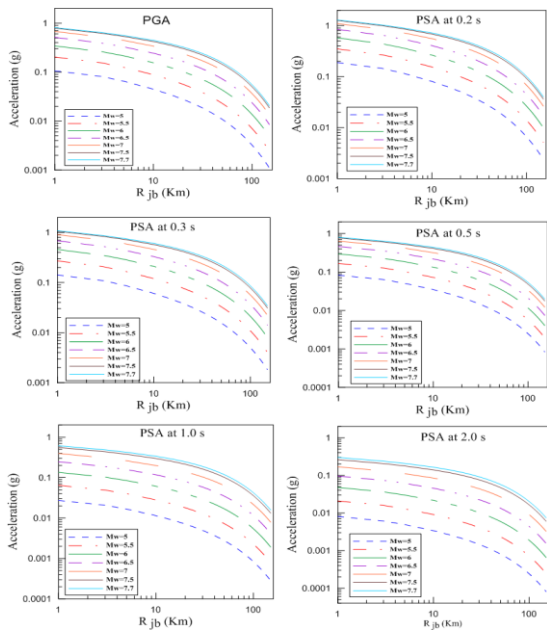 PGA
Acceleration (g)
1
0.1
0.01
0.001
Mw=5
Mw=5.5
Mw=6
Mw=6.5
Mw=7
Mw=7.5
Mw=7.7
1 10 100
R jb (Km)
PSA at 0.2 s
Acceleration (g)
1
0.1
0.01
0.001
Mw=5
Mw=5.5
Mw=6
Mw=6.5
Mw=7
Mw=7.5
Mw=7.7
1 10 100
R jb (Km)
PSA at 0.3 s
Acceleration (g)
1
0.1
0.01
0.001
Mw=5
Mw=5.5
Mw=6
Mw=6.5
Mw=7
Mw=7.5
Mw=7.7
1 10 100
R jb (Km)
PSA at 0.5 s
Acceleration (g)
1
0.1
0.01
0.001
0.0001
Mw=5
Mw=5.5
Mw=6
Mw=6.5
Mw=7
Mw=7.5
Mw=7.7
1 10 100
R jb (Km)
PSA at 1.0 s
Acceleration (g)
1
0.1
0.01
0.001
0.0001
Mw=5
Mw=5.5
Mw=6
Mw=6.5
Mw=7
Mw=7.5
Mw=7.7
1 10 100
R jb (Km)
PSA at 2.0 s
Acceleration (g)
1
0.1
0.01
0.001
0.0001
Mw=5
Mw=5.5
Mw=6
Mw=6.5
Mw=7
Mw=7.5
Mw=7.7
1 10 100
R jb (Km)